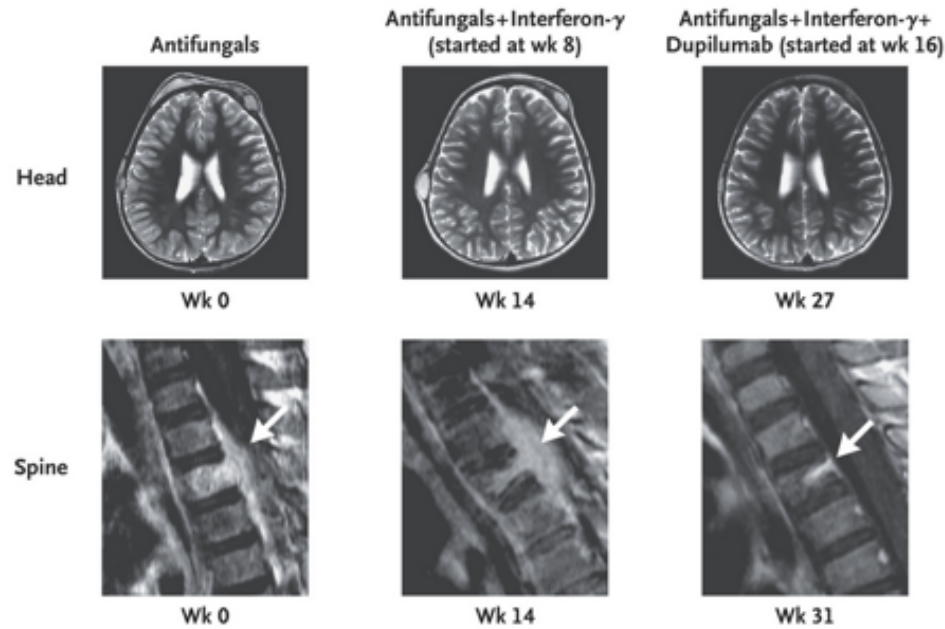 Antifungals
Antifungals+Interferon-γ
(started at wk 8)
Antifungals+Interferon-γ+
Dupilumab (started at wk 16)
Head
Wk 0
Wk 14
Wk 27
Spine
Wk 0
Wk 14
Wk 31